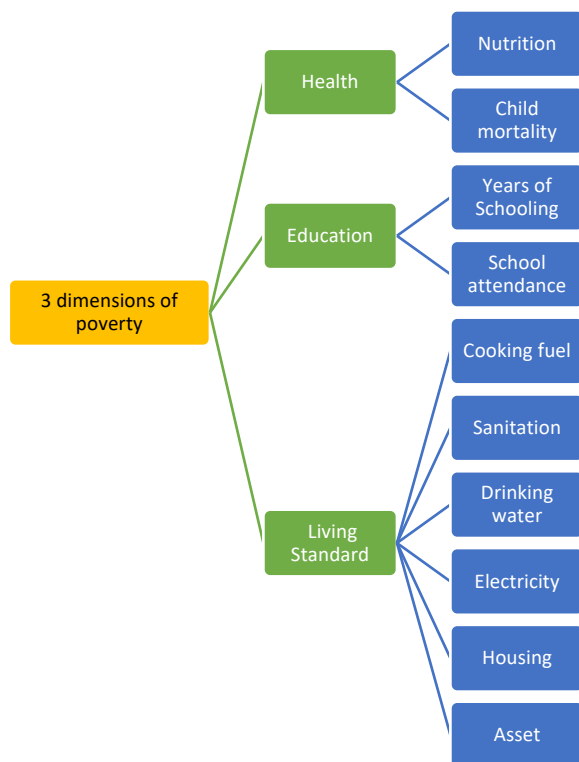 3 dimensions of
poverty
Health
Nutrition
Child
mortality
Education
Years of
Schooling
School
attendance
Living
Standard
Cooking fuel
Sanitation
Drinking
water
Electricity
Housing
Asset